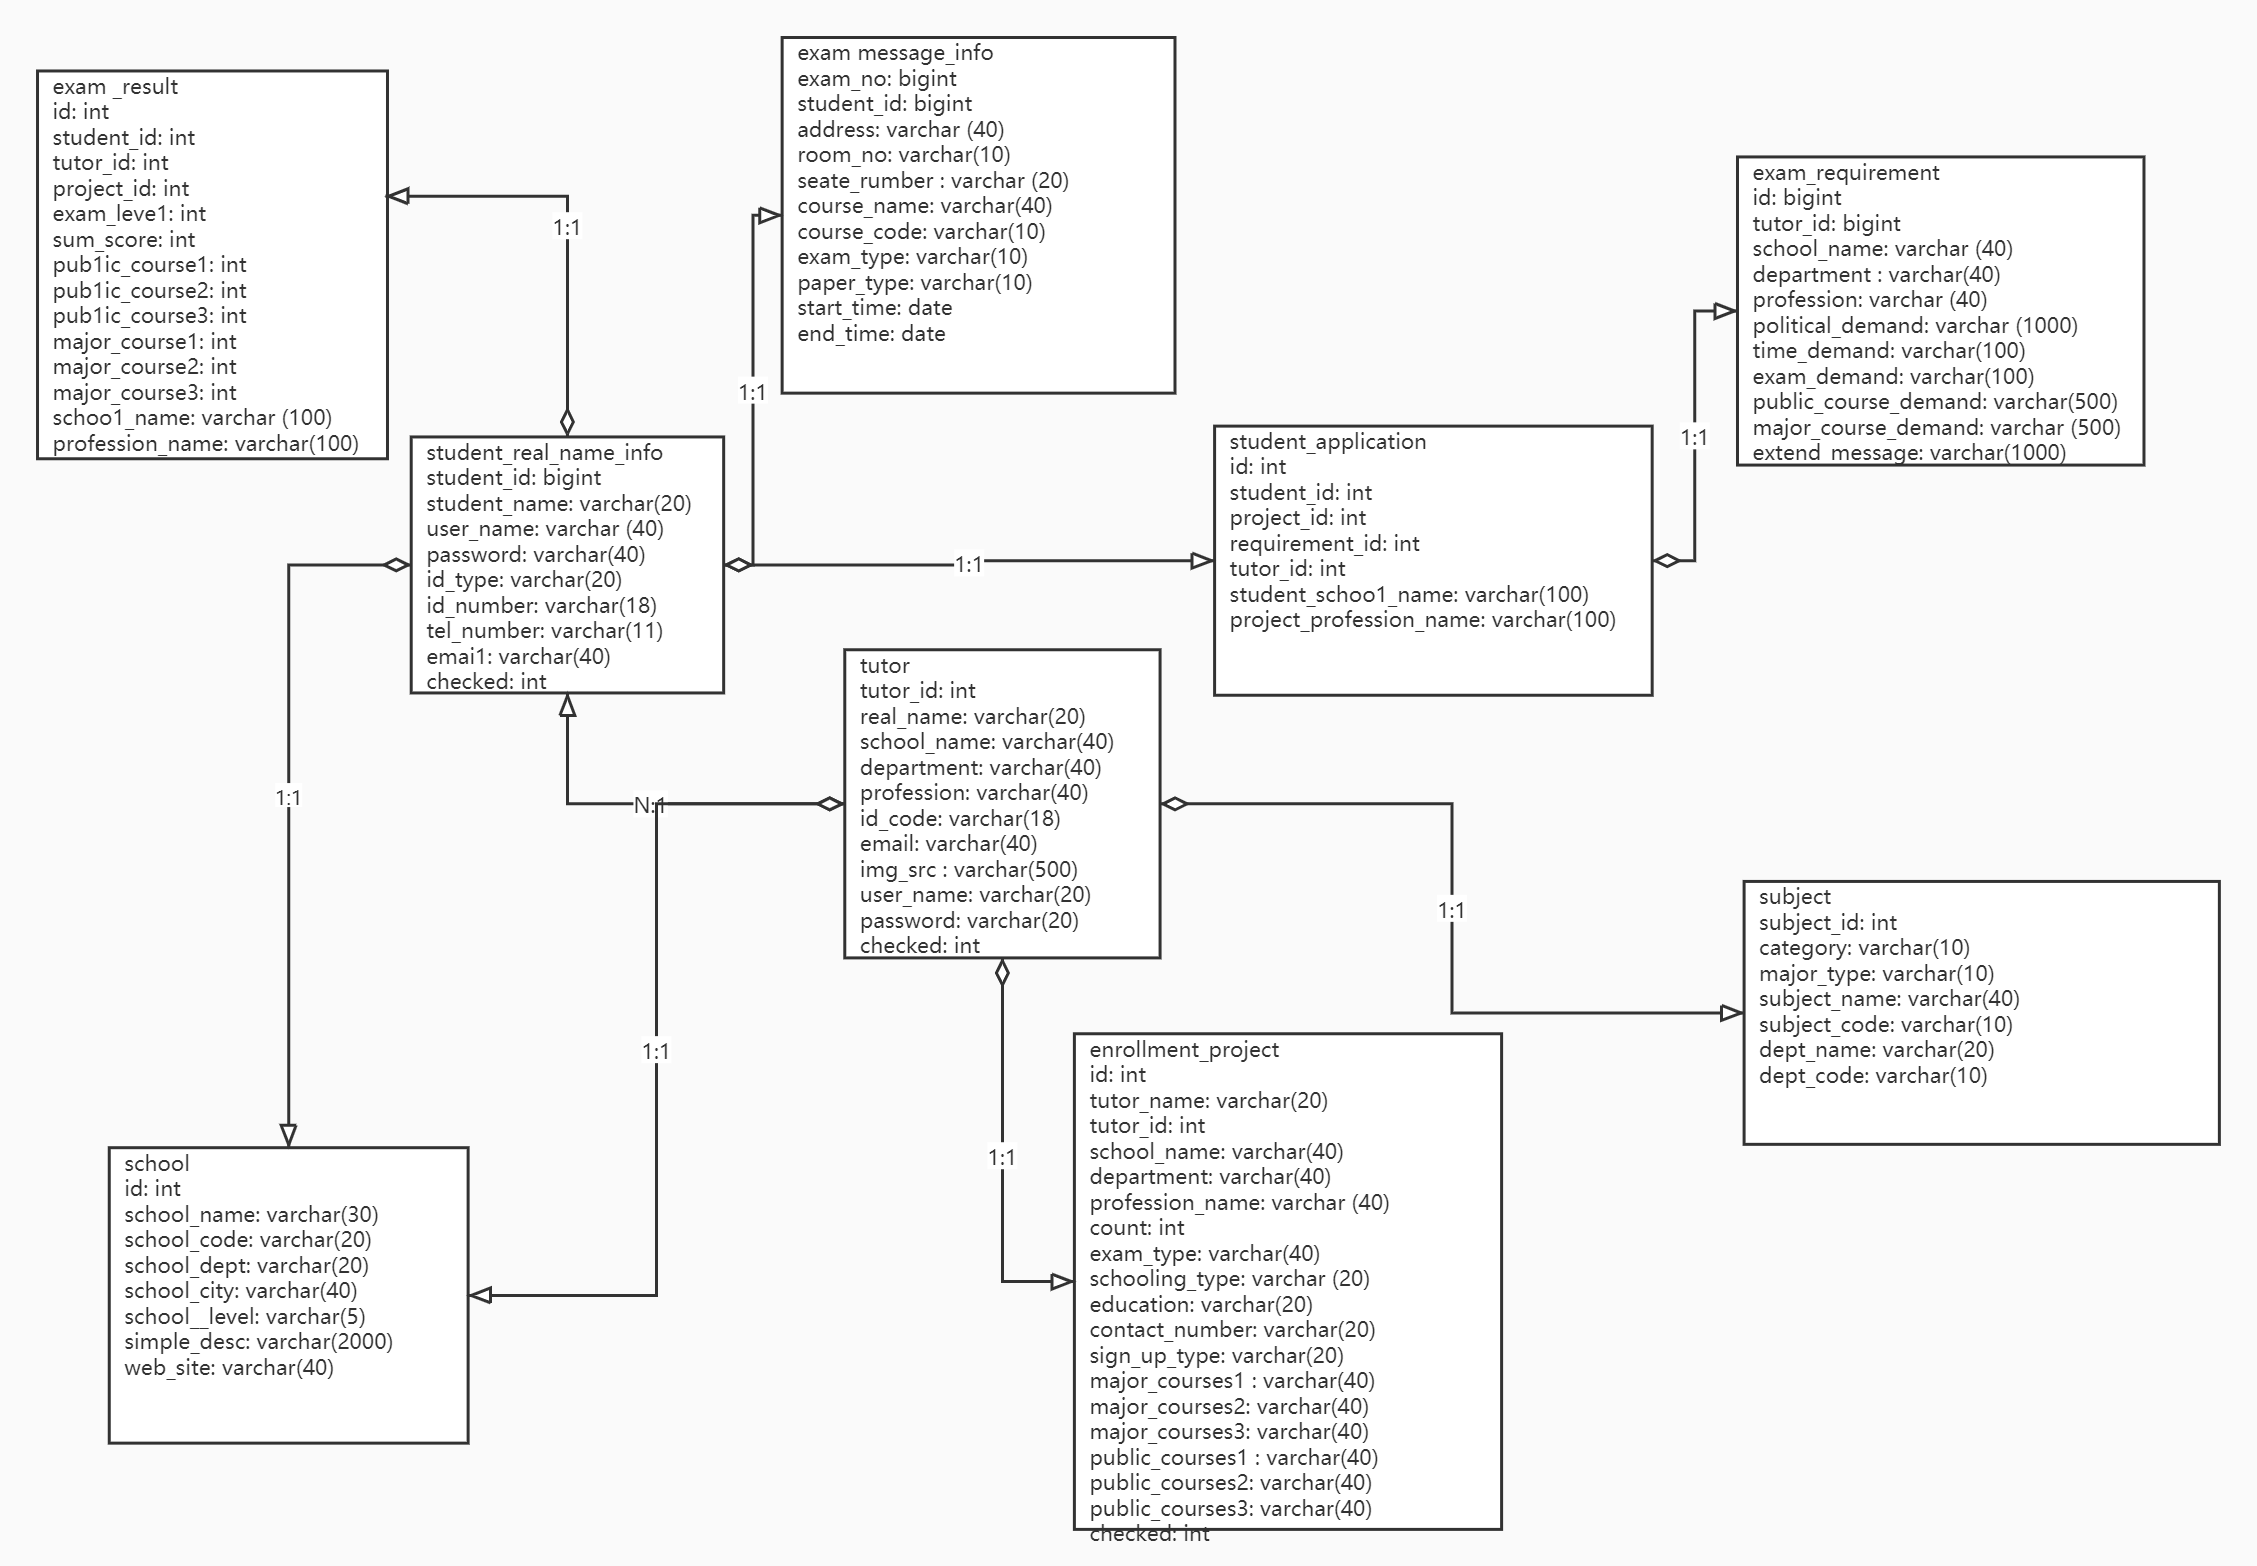 exam _result
id: int
student_id: int
tutor_id: int
project_id: int
exam_leve1: int
sum_score: int
pub1ic_course1: int
pub1ic_course2: int
pub1ic_course3: int
major_course1: int
major_course2: int
major_course3: int
schoo1_name: varchar (100)
profession_name: varchar(100)
1:1
exam message_info
exam_no: bigint
student_id: bigint
address: varchar (40)
room_no: varchar(10)
seate_rumber : varchar (20)
course_name: varchar(40)
course_code: varchar(10)
exam_type: varchar(10)
paper_type: varchar(10)
start_time: date
end_time: date
1:1
exam_requirement
id: bigint
tutor_id: bigint
school_name: varchar (40)
department : varchar(40)
profession: varchar (40)
political_demand: varchar (1000)
time_demand: varchar(100)
exam_demand: varchar(100)
public_course_demand: varchar(500)
major_course_demand: varchar (500)
extend_message: varchar(1000)
1:1
student_real_name_info
student_id: bigint
student_name: varchar(20)
user_name: varchar (40)
password: varchar(40)
id_type: varchar(20)
id_number: varchar(18)
tel_number: varchar(11)
emai1: varchar(40)
checked: int
1:1
student_application
id: int
student_id: int
project_id: int
requirement_id: int
tutor_id: int
student_schoo1_name: varchar(100)
project_profession_name: varchar(100)
1:1
N:1
tutor
tutor_id: int
real_name: varchar(20)
school_name: varchar(40)
department: varchar(40)
profession: varchar(40)
id_code: varchar(18)
email: varchar(40)
img_src : varchar(500)
user_name: varchar(20)
password: varchar(20)
checked: int
1:1
subject
subject_id: int
category: varchar(10)
major_type: varchar(10)
subject_name: varchar(40)
subject_code: varchar(10)
dept_name: varchar(20)
dept_code: varchar(10)
1:1
1:1
school
id: int
school_name: varchar(30)
school_code: varchar(20)
school_dept: varchar(20)
school_city: varchar(40)
school__level: varchar(5)
simple_desc: varchar(2000)
web_site: varchar(40)
enrollment_project
id: int
tutor_name: varchar(20)
tutor_id: int
school_name: varchar(40)
department: varchar(40)
profession_name: varchar (40)
count: int
exam_type: varchar(40)
schooling_type: varchar (20)
education: varchar(20)
contact_number: varchar(20)
sign_up_type: varchar(20)
major_courses1 : varchar(40)
major_courses2: varchar(40)
major_courses3: varchar(40)
public_courses1 : varchar(40)
public_courses2: varchar(40)
public_courses3: varchar(40)
checked: int